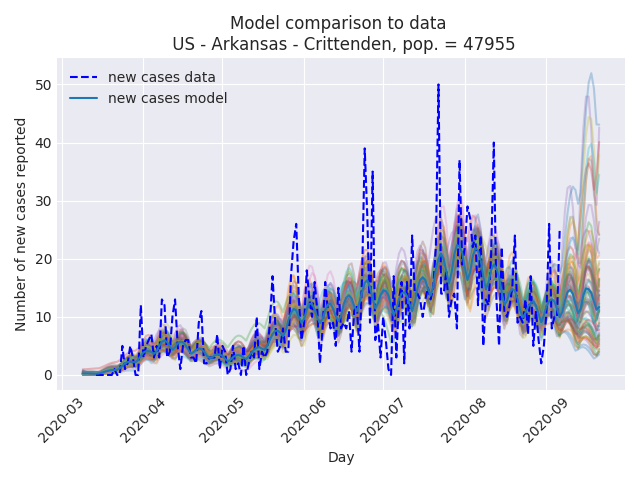 Model comparison to data
US - Arkansas - Crittenden, pop. = 47955
new cases data
new cases model
Number of new cases reported
50
40
30
20
10
0
2020-03
2020-04
2020-05
2020-06
2020-07
2020-08
2020-09
Day